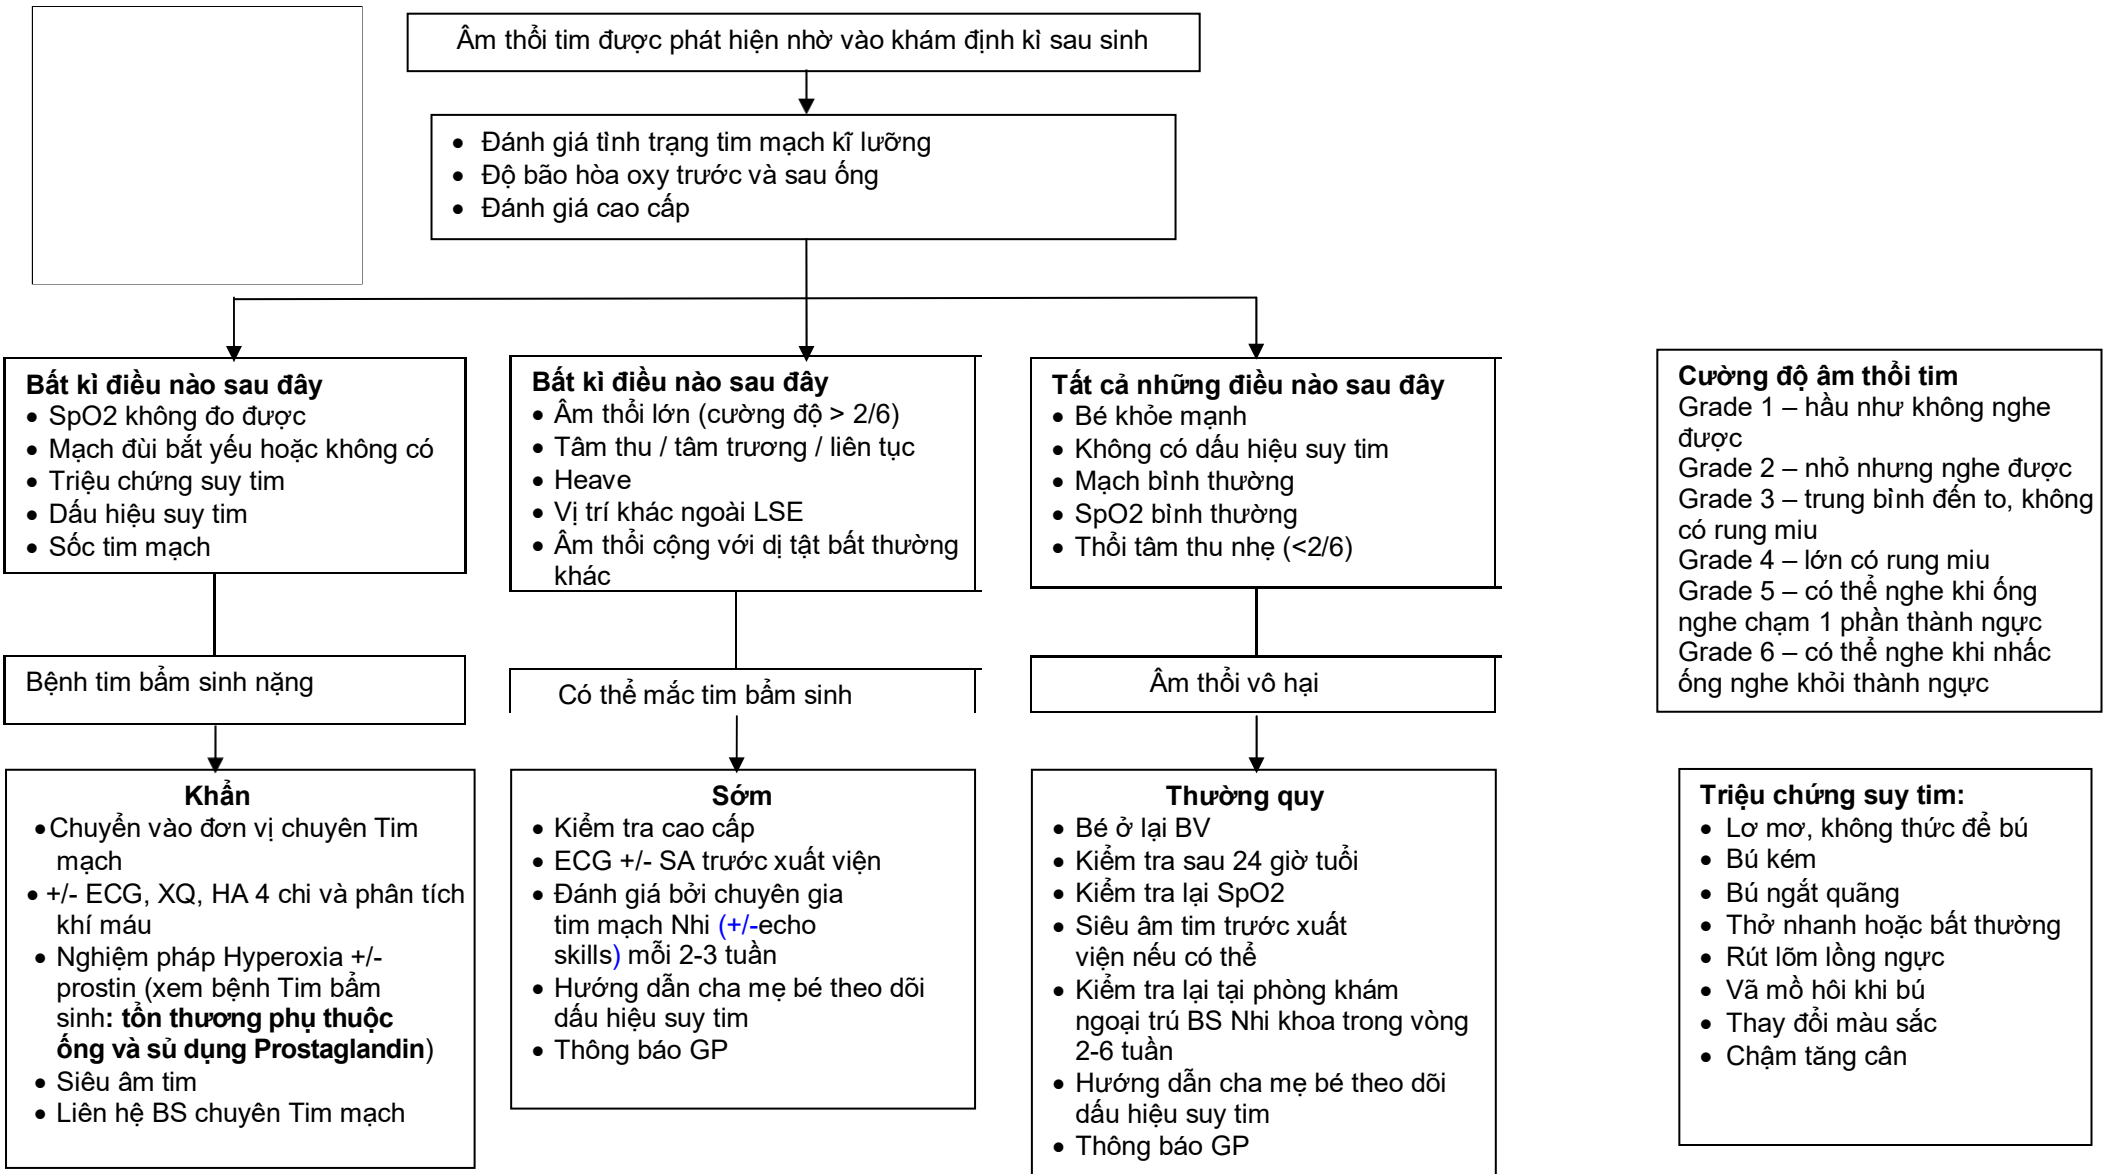 Âm thổi tim được phát hiện nhờ vào khám định kì sau sinh
• Đánh giá tình trạng tim mạch kĩ lưỡng
• Độ bão hòa oxy trước và sau ống
• Đánh giá cao cấp
Bất kì điều nào sau đây
• SpO2 không đo được
• Mạch đùi bắt yếu hoặc không có
• Triệu chứng suy tim
• Dấu hiệu suy tim
• Sốc tim mạch
Bất kì điều nào sau đây
• Âm thổi lớn (cường độ > 2/6)
• Tâm thu / tâm trương / liên tục
• Heave
• Vị trí khác ngoài LSE
• Âm thổi cộng với dị tật bất thường
khác
Tất cả những điều nào sau đây
• Bé khỏe mạnh
• Không có dấu hiệu suy tim
• Mạch bình thường
• SpO2 bình thường
• Thổi tâm thu nhẹ (<2/6)
Cường độ âm thổi tim
Grade 1 – hầu như không nghe
được
Grade 2 – nhỏ nhưng nghe được
Grade 3 – trung bình đến to, không
có rung miu
Grade 4 – lớn có rung miu
Grade 5 – có thể nghe khi ống
nghe chạm 1 phần thành ngực
Grade 6 – có thể nghe khi nhấc
ống nghe khỏi thành ngực
Bệnh tim bẩm sinh nặng
Có thể mắc tim bẩm sinh
Âm thổi vô hại
Khẩn
• Chuyển vào đơn vị chuyên Tim
mạch
• +/- ECG, XQ, HA 4 chi và phân tích
khí máu
• Nghiệm pháp Hyperoxia +/-
prostin (xem bệnh Tim bẩm
sinh: tổn thương phụ thuộc
ống và sủ dụng Prostaglandin)
• Siêu âm tim
• Liên hệ BS chuyên Tim mạch
Sớm
• Kiểm tra cao cấp
• ECG +/- SA trước xuất viện
• Đánh giá bởi chuyên gia
tim mạch Nhi (+/-echo
skills) mỗi 2-3 tuần
• Hướng dẫn cha mẹ bé theo dõi
dấu hiệu suy tim
• Thông báo GP
Thường quy
• Bé ở lại BV
• Kiểm tra sau 24 giờ tuổi
• Kiểm tra lại SpO2
• Siêu âm tim trước xuất
viện nếu có thể
• Kiểm tra lại tại phòng khám
ngoại trú BS Nhi khoa trong vòng
2-6 tuần
• Hướng dẫn cha mẹ bé theo dõi
dấu hiệu suy tim
• Thông báo GP
Triệu chứng suy tim:
• Lơ mơ, không thức để bú
• Bú kém
• Bú ngắt quãng
• Thở nhanh hoặc bất thường
• Rút lõm lồng ngực
• Vã mồ hôi khi bú
• Thay đổi màu sắc
• Chậm tăng cân